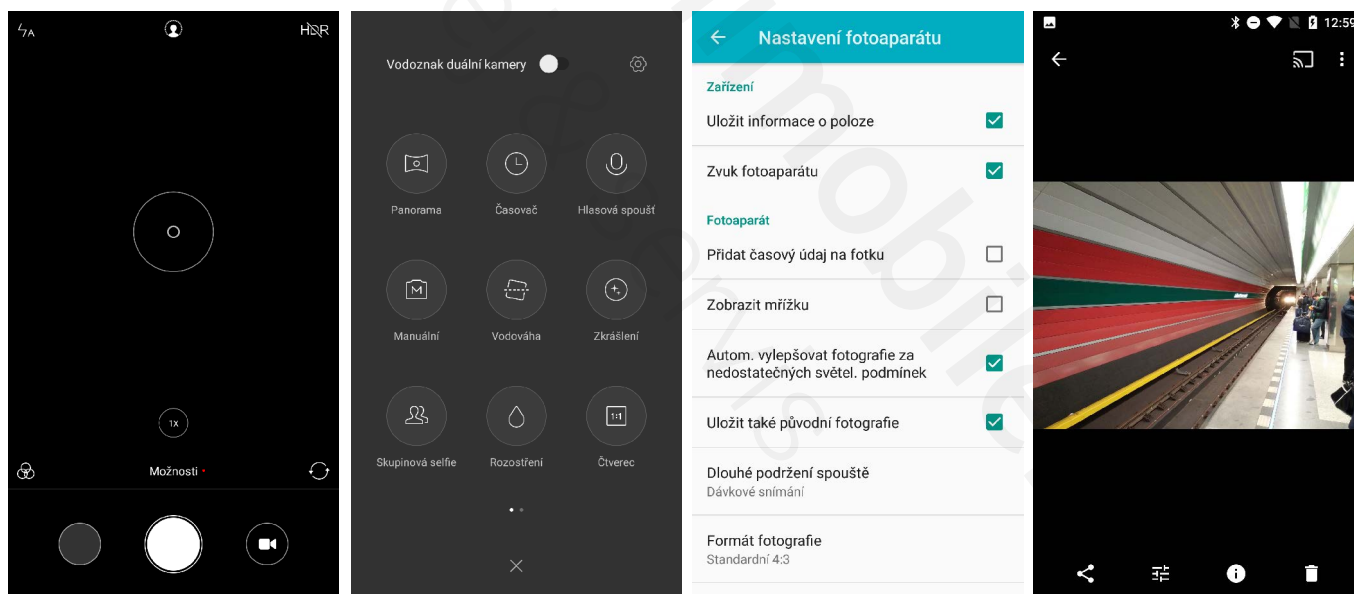 A
HDR
1X
Možnosti
Vodoznak duální kamery
Panorama
Časovač
Hlasová spoušť
M
Manuální
Vodováha
Zkrášlení
1:1
Skupinová selfie
Rozostření
Čtverec
Nastavení fotoaparátu
Zařízení
Uložit informace o poloze
Zvuk fotoaparátu
Fotoaparát
Přidat časový údaj na fotku
Zobrazit mřížku
Autom. vylepšovat fotografie za
nedostatečných světel. podmínek
Uložit také původní fotografie
Dlouhé podržení spouště
Dávkové snímání
Formát fotografie
Standardní 4:3
12:59